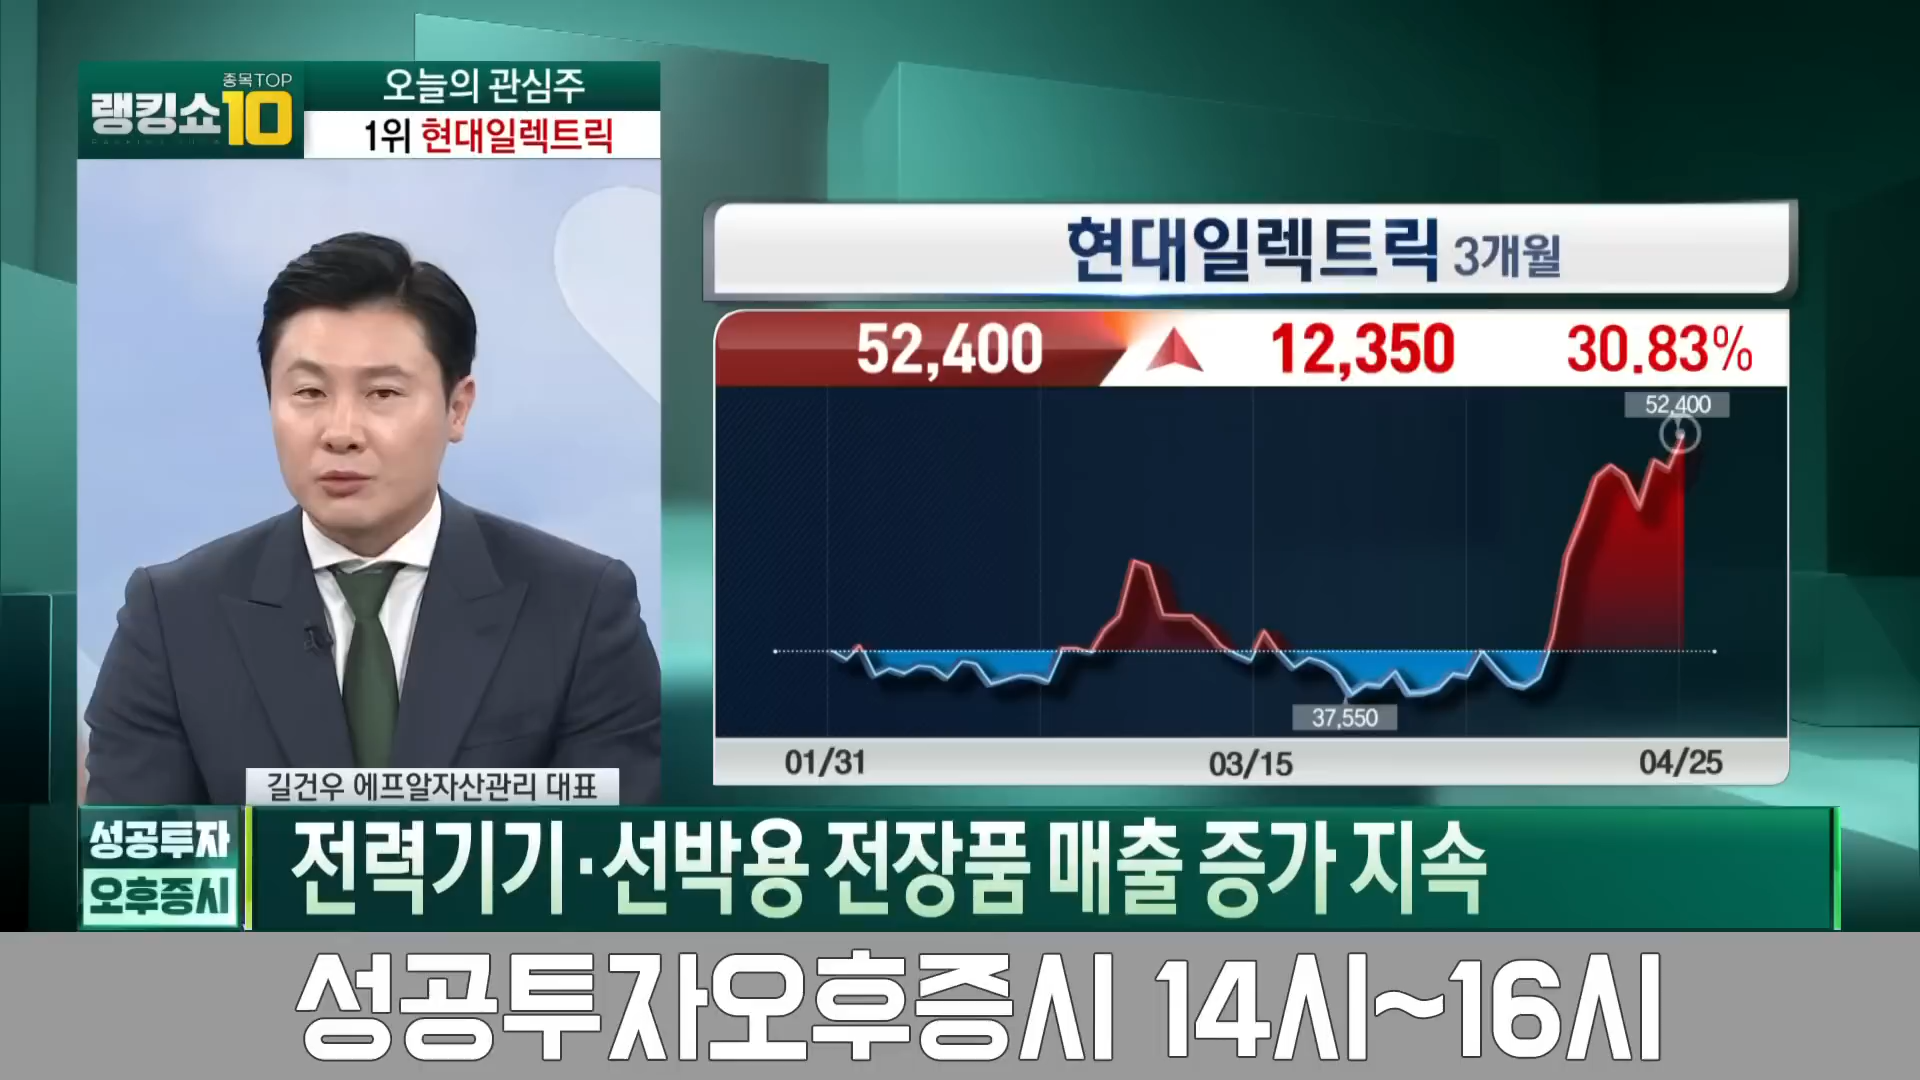 종목TOP
랭킹쇼10
오늘의 관심주
1위 현대일렉트릭
현대일렉트릭 3개월
52,400 12,350 30.83%
52,400
37,550
01/31 03/15 04/25
길건우 에프알자산관리 대표
성공투자
오후증시
전력기기·선박용 전장품 매출 증가 지속
성공투자오후증시 14시~16시